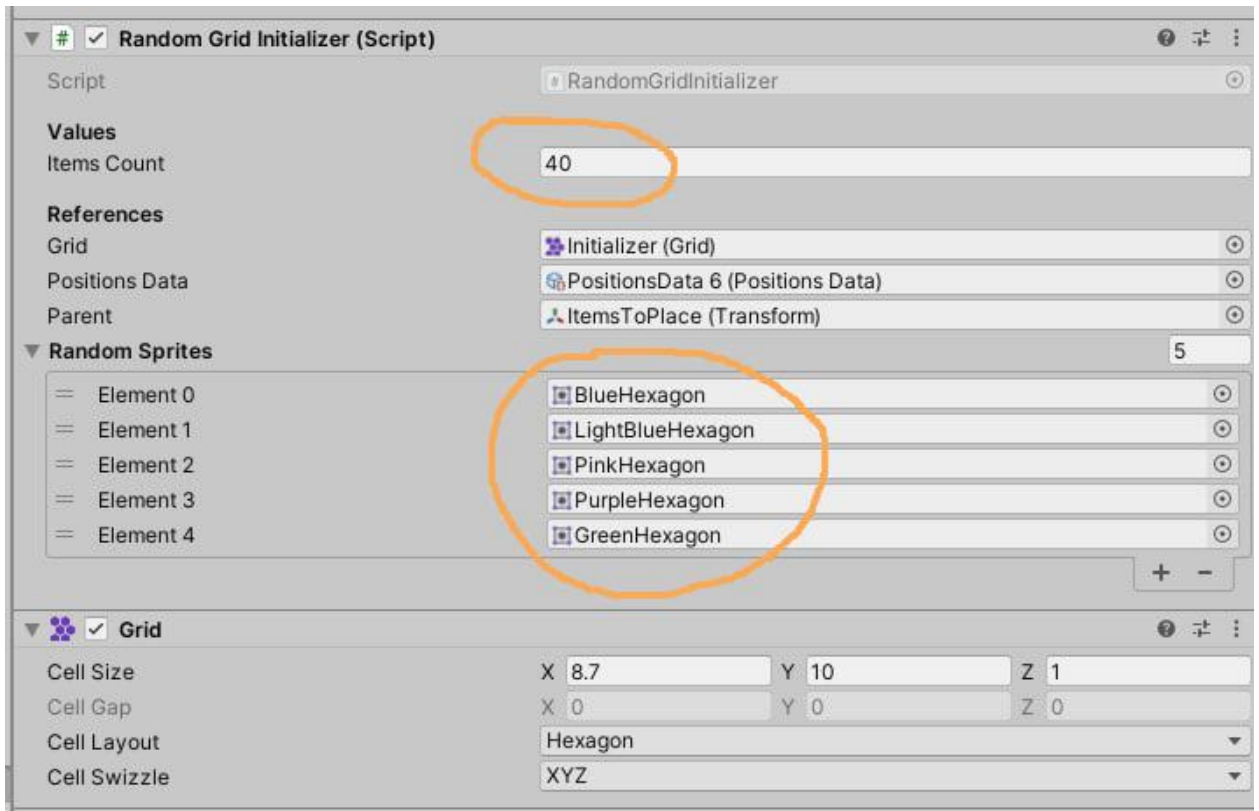 Random Grid Initializer (Script)
Script RandomGridInitializer
Values
Items Count 40
References
Grid Initializer (Grid)
Positions Data PositionsData 6 (Positions Data)
Parent ItemsToPlace (Transform)
Random Sprites 5
Element 0 BlueHexagon
Element 1 LightBlueHexagon
Element 2 PinkHexagon
Element 3 PurpleHexagon
Element 4 GreenHexagon
+ -
Grid
Cell Size X 8.7 Y 10 Z 1
Cell Gap X 0 Y 0 Z 0
Cell Layout Hexagon
Cell Swizzle XYZ